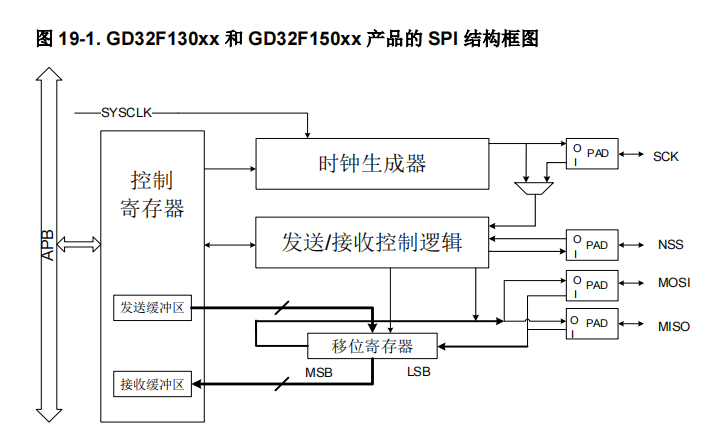 图 19-1. GD32F130xx 和 GD32F150xx 产品的 SPI 结构框图
SYSCLK
APB
控制
寄存器
时钟生成器
O
I
PAD
SCK
发送/接收控制逻辑
O
I
PAD
NSS
发送缓冲区
O
I
PAD
MOSI
O
I
PAD
MISO
移位寄存器
MSB
LSB
接收缓冲区